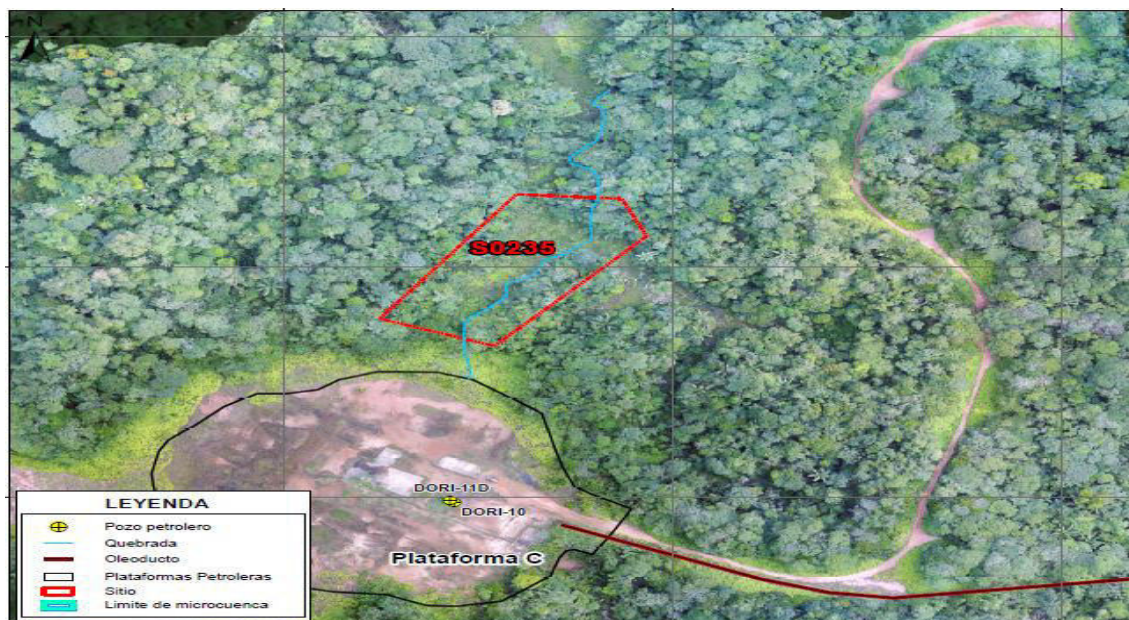 N
S0235
DORI-11D
DORI-10
Plataforma C
LEYENDA
Pozo petrolero
Quebrada
Oleoducto
Plataformas Petroleras
Sitio
Limite de microcuenca